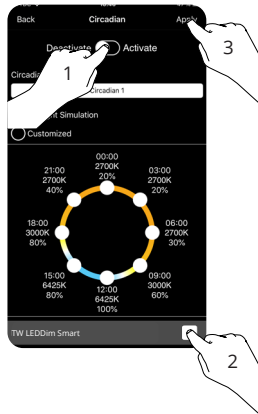 Back Circadian Apply
Deactivate Activate
3
1
Circadian 1
Simulation
Customized
00:00
2700K
20%
03:00
2700K
20%
06:00
2700K
30%
09:00
3000K
60%
12:00
6425K
100%
15:00
6425K
80%
18:00
3000K
80%
21:00
2700K
40%
TW LEDDim Smart
2